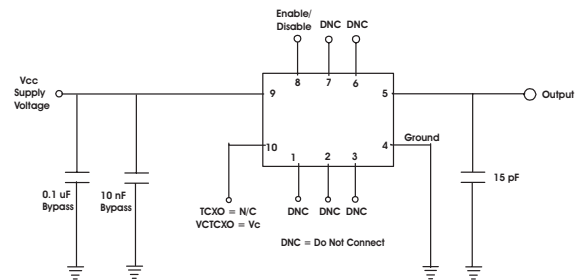 Enable/
Disable
DNC DNC
8 7 6
Vcc
Supply
Voltage
9
5
Output
10
4
Ground
1 2 3
0.1 uF
Bypass
10 nF
Bypass
15 pF
TCXO = N/C
VCTCXO = Vc
DNC DNC DNC
DNC = Do Not Connect